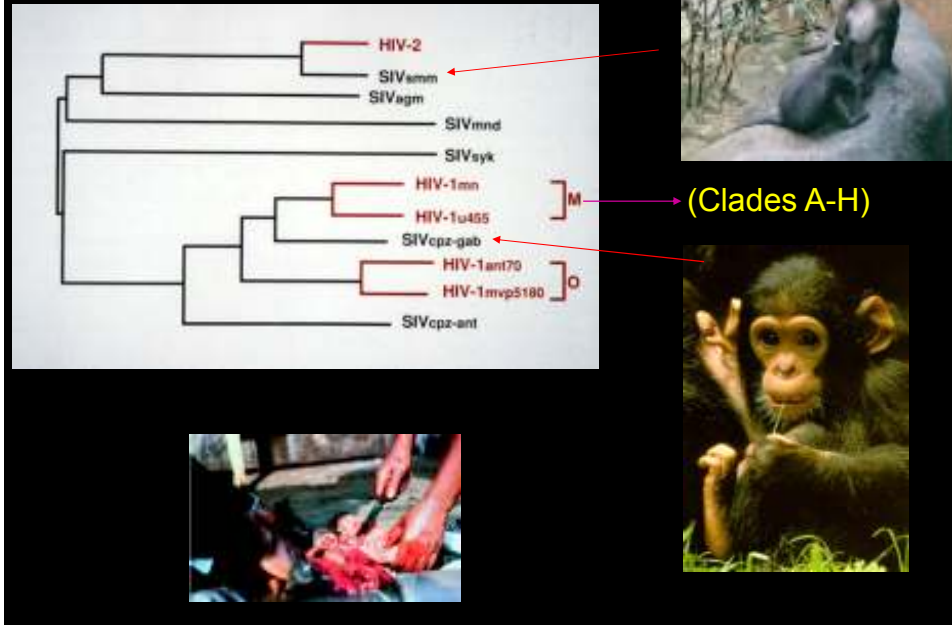 HIV-2
SIVsmm
SIVagm
SIVmnd
SIVsyk
HIV-1mn
M
(Clades A-H)
HIV-1u455
SIVcpz-gab
HIV-1ant70
O
HIV-1mvp5180
SIVcpz-ant